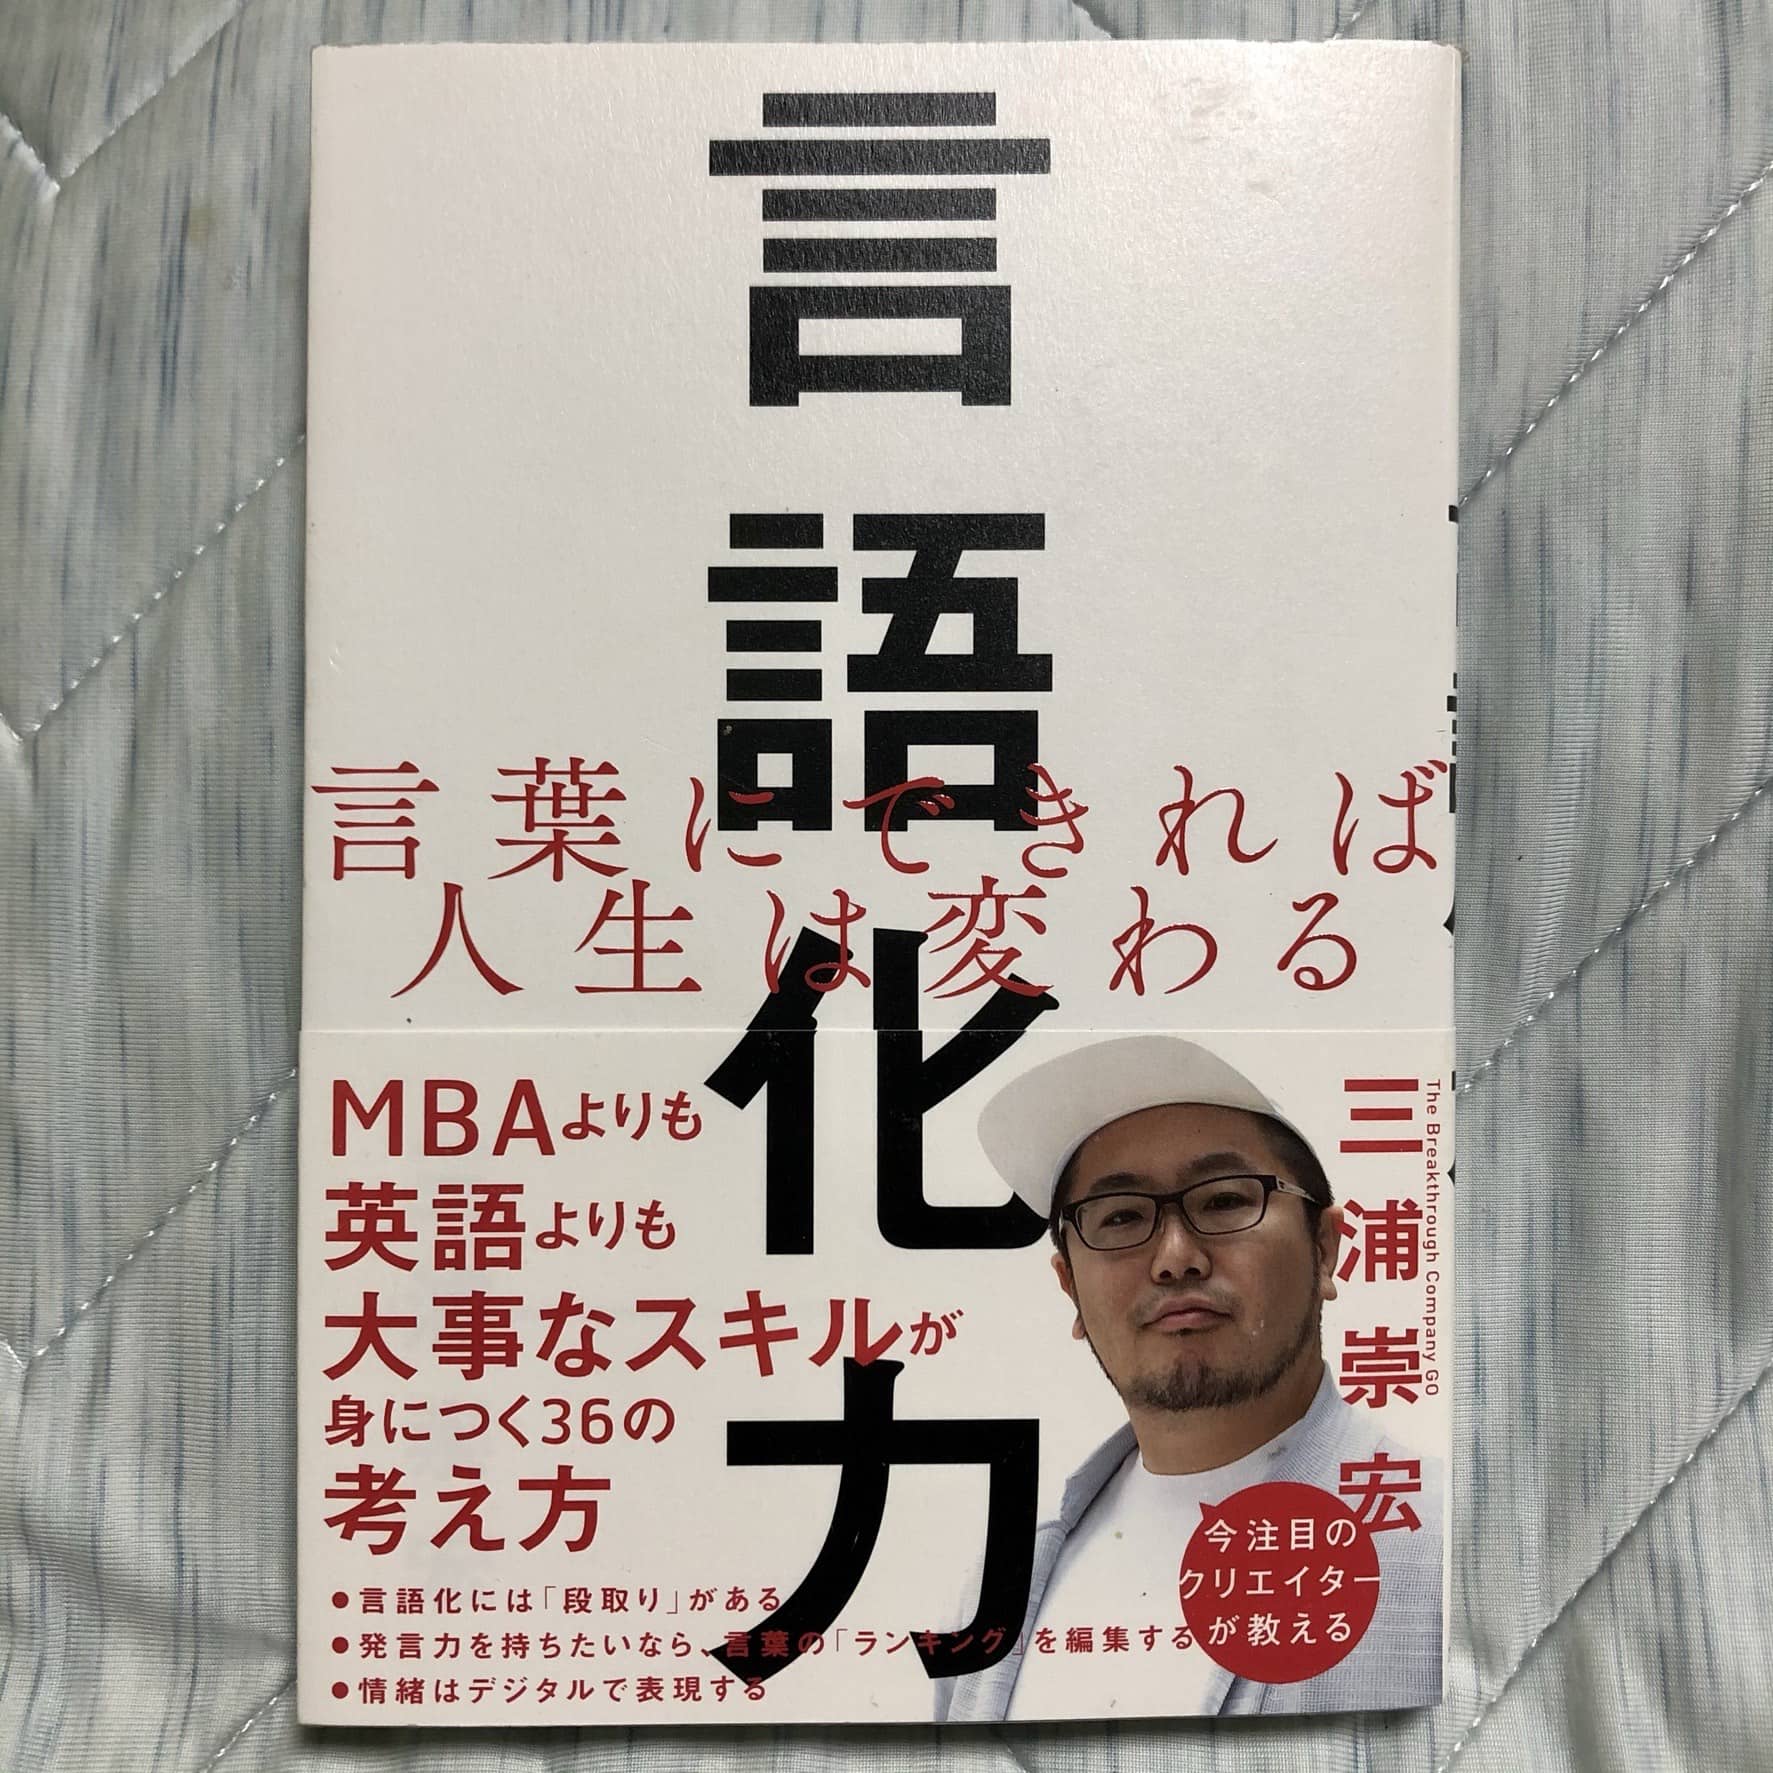 言語化力
言葉にできれば
人生は変わる
三浦崇宏
The Breakthrough Company GO
MBAよりも
英語よりも
大事なスキルが
身につく36の
考え方
●言語化には「段取り」がある
●発言力を持ちたいなら、言葉の「ランキング」を編集する
●情緒はデジタルで表現する
今注目の
クリエイター
が教える